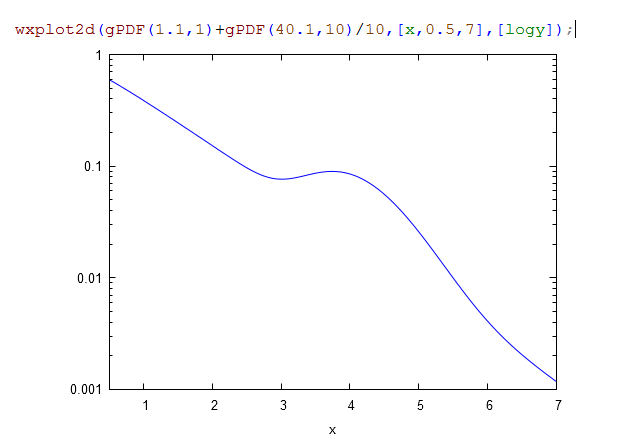 wxplot2d(gPDF(1.1,1)+gPDF(40.1,10)/10,[x,0.5,7],[logy]);
1
0.1
0.01
0.001
1 2 3 4 5 6 7
x